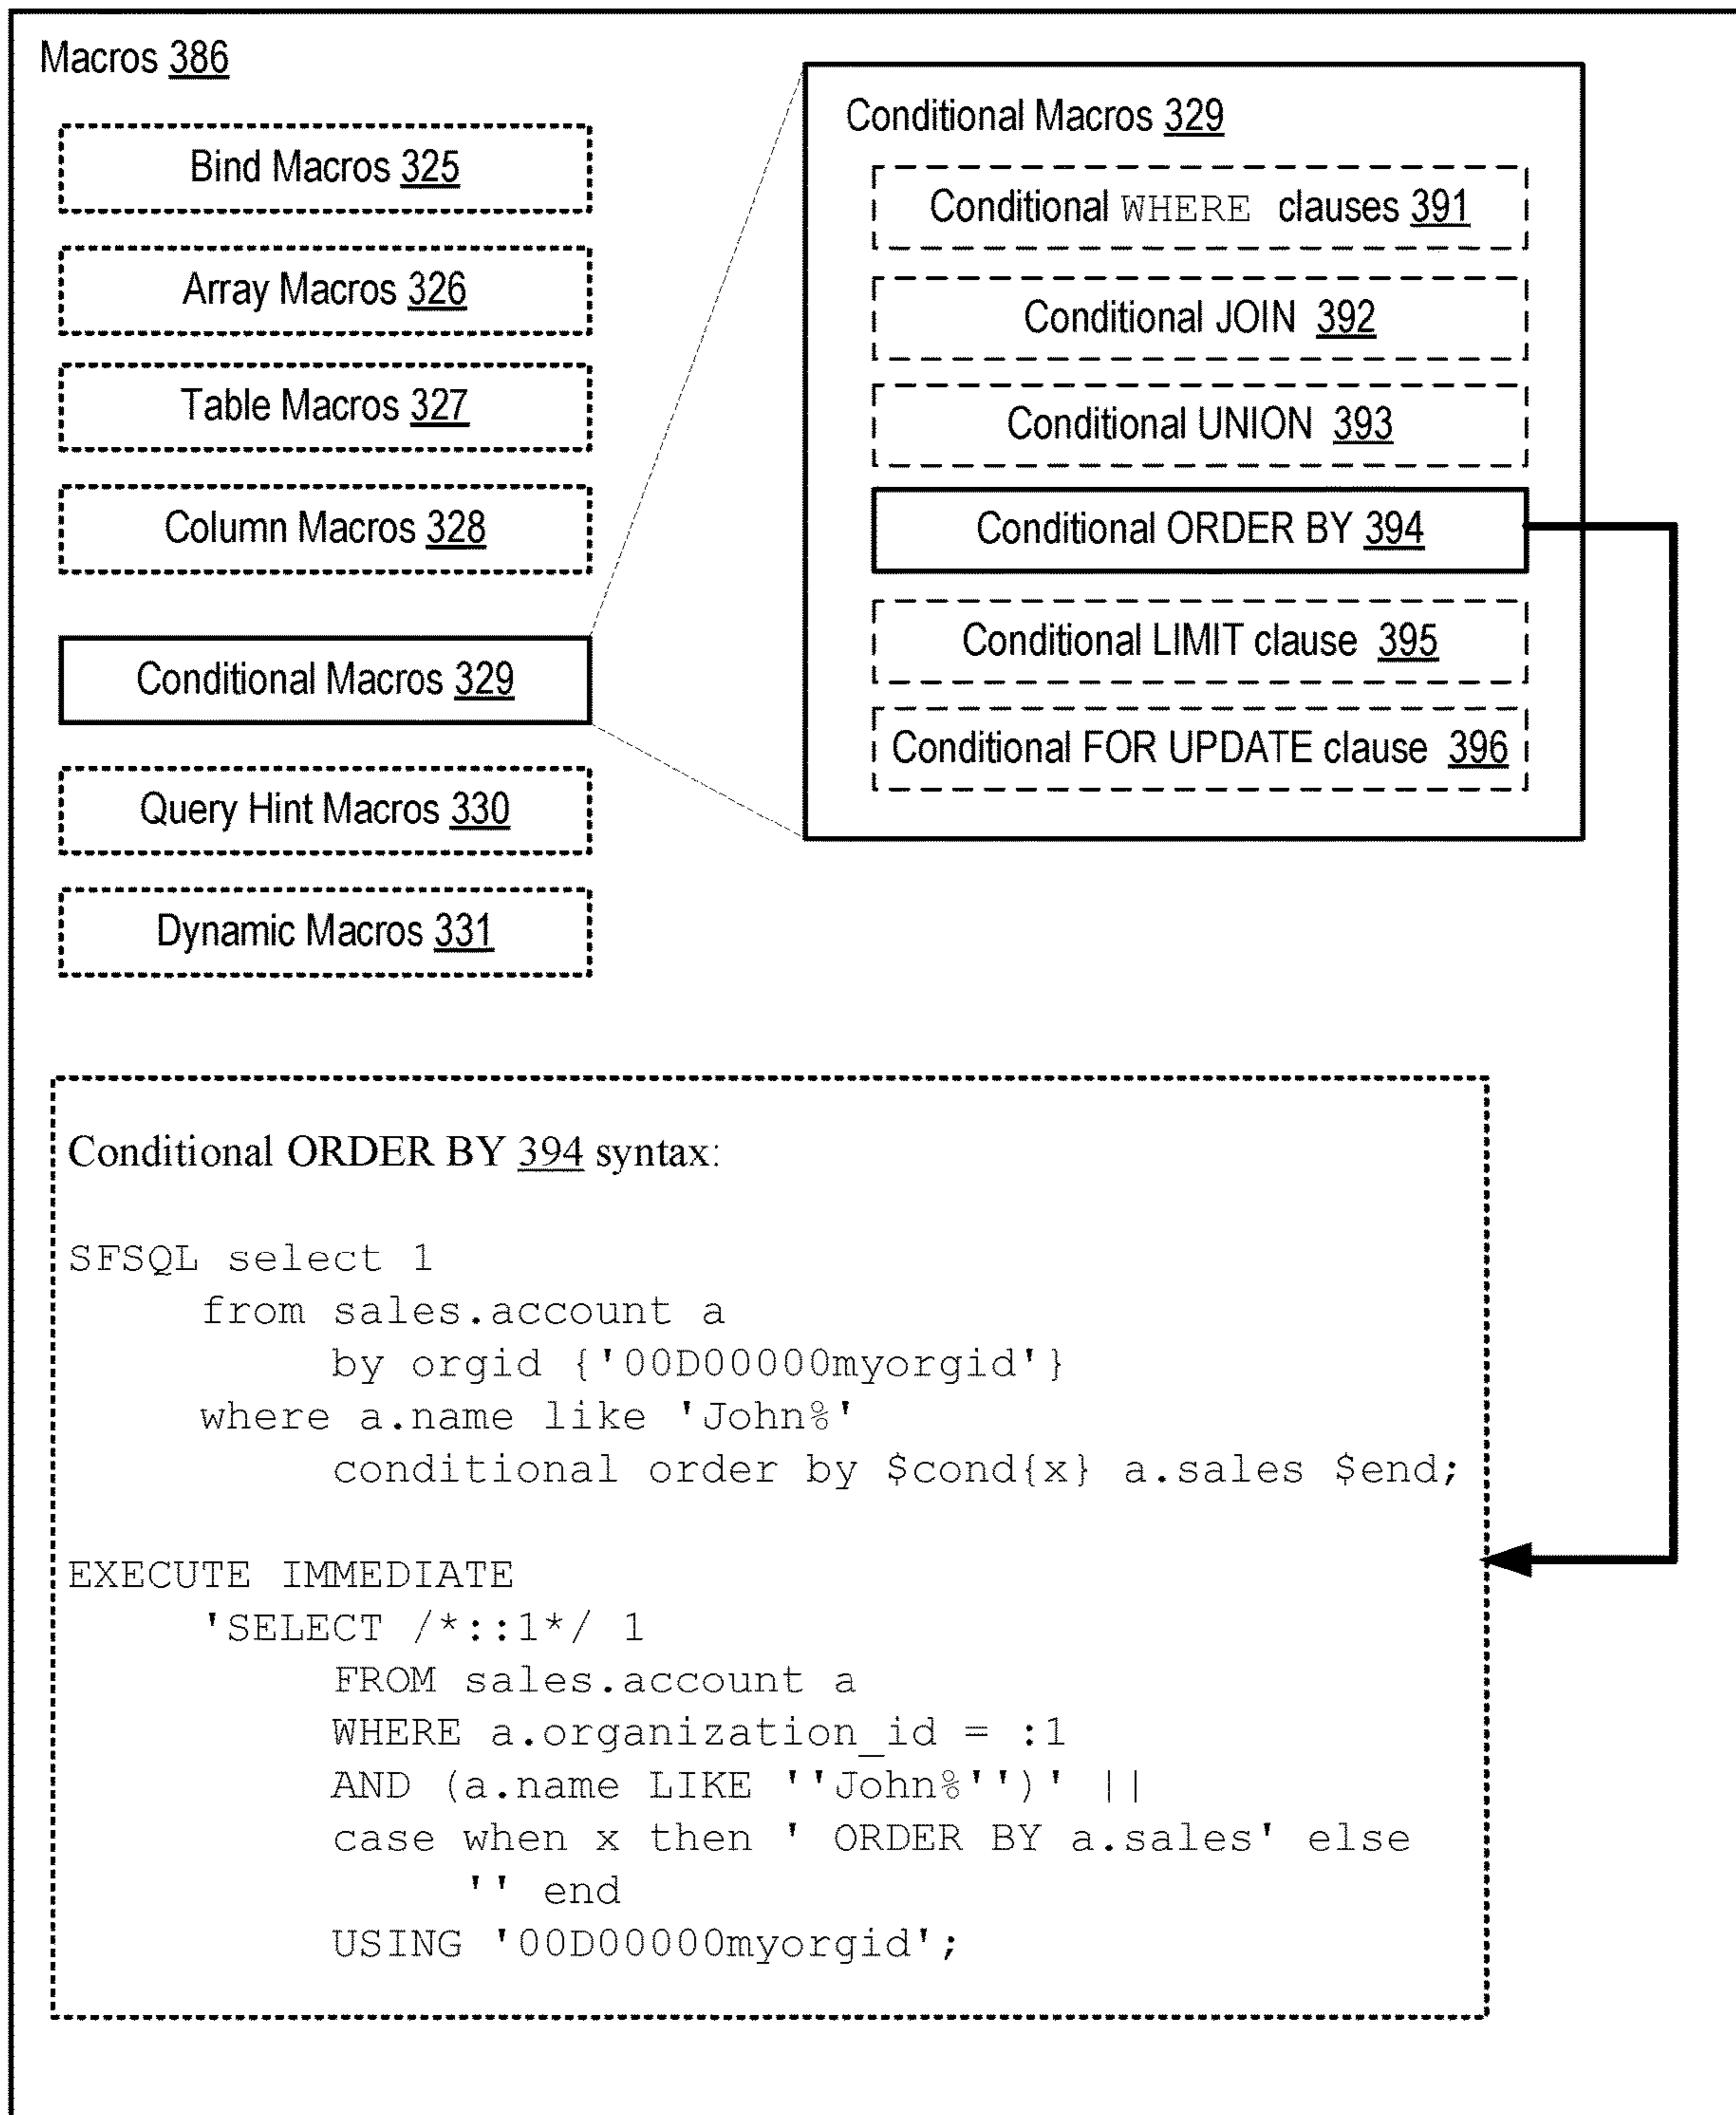 Macros 386
Bind Macros 325
Array Macros 326
Table Macros 327
Column Macros 328
Conditional Macros 329
Query Hint Macros 330
Dynamic Macros 331
Conditional Macros 329
Conditional WHERE clauses 391
Conditional JOIN 392
Conditional UNION 393
Conditional ORDER BY 394
Conditional LIMIT clause 395
Conditional FOR UPDATE clause 396
Conditional ORDER BY 394 syntax:
SFSQL select 1
from sales.account a
by orgid {'00D00000myorgid'}
where a.name like 'John%'
conditional order by $cond{x} a.sales $end;
EXECUTE IMMEDIATE
'SELECT /*::1*/ 1
FROM sales.account a
WHERE a.organization_id = :1
AND (a.name LIKE ''John%'')' ||
case when x then ' ORDER BY a.sales' else
'' end
USING '00D00000myorgid';